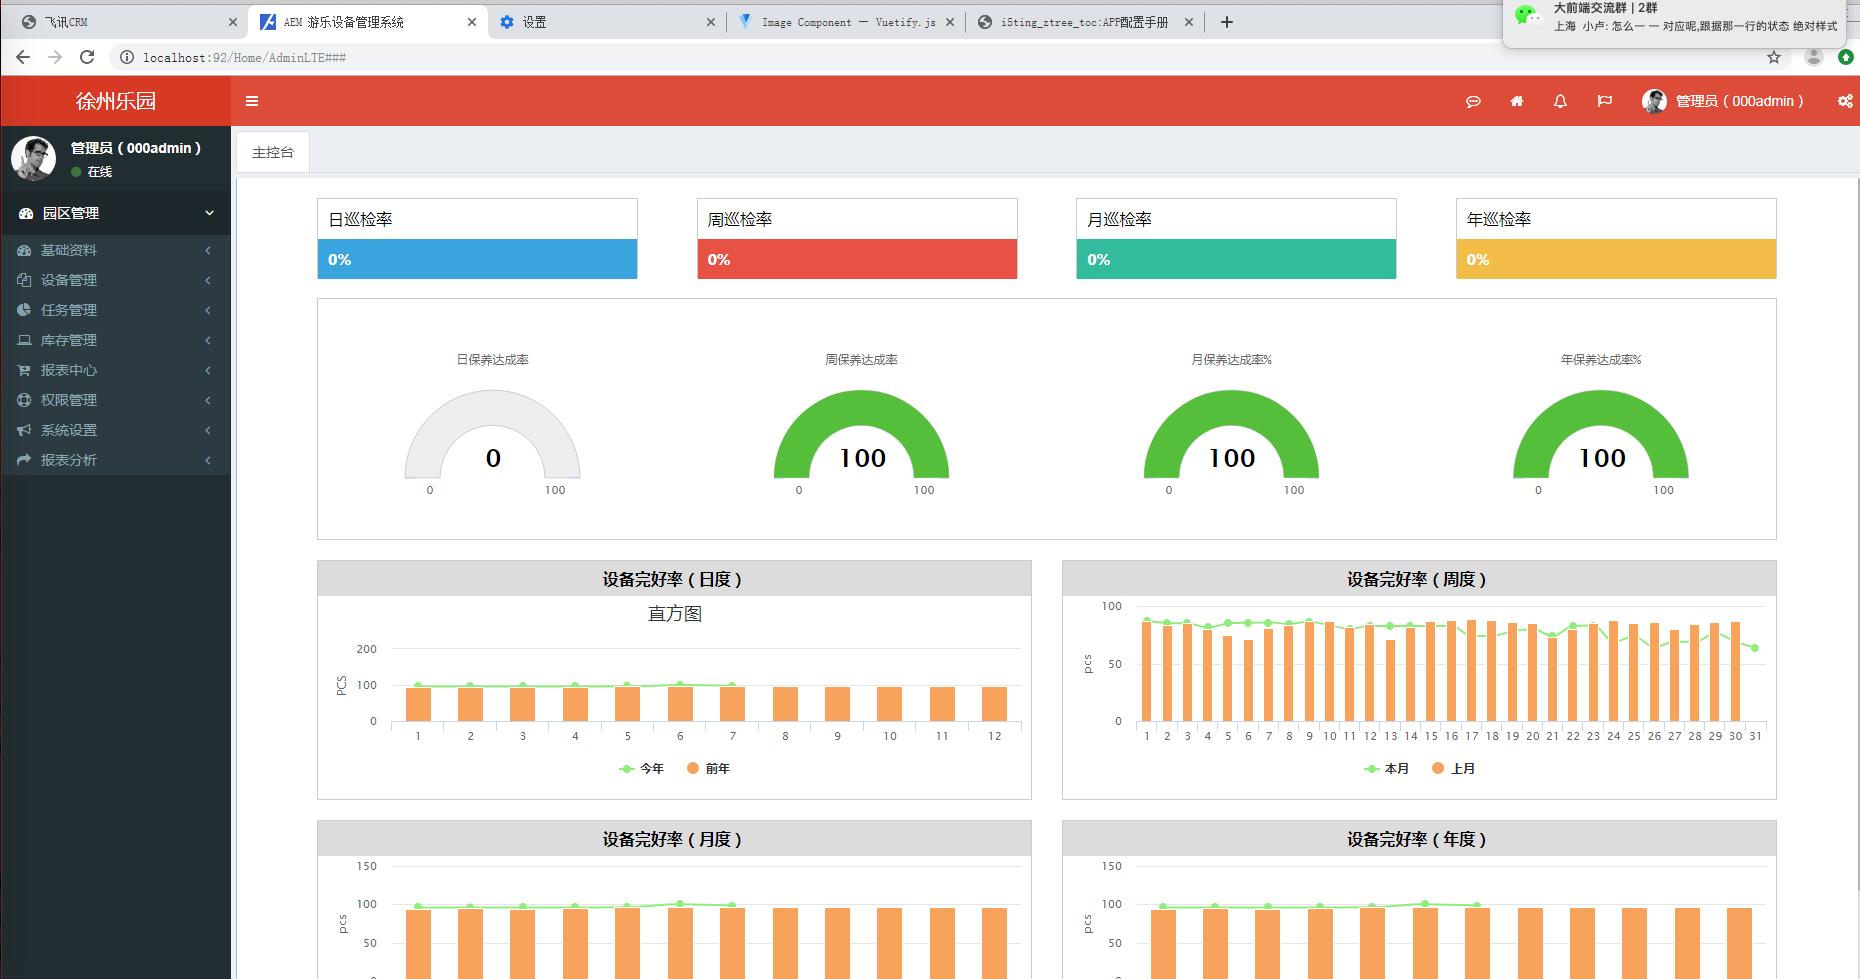 飞讯CRM
AEM 游乐设备管理系统
设置
Image Component — Vuetify.js
i5ting_ztree_toc:APP配置手册
大前端交流群 | 2群
上海 小卢: 怎么一 一 对应呢,跟据那一行的状态 绝对样式
localhost:92/Home/AdminLTE###
徐州乐园
管理员（000admin）
管理员（000admin）
在线
主控台
园区管理
基础资料
设备管理
任务管理
库存管理
报表中心
权限管理
系统设置
报表分析
日巡检率
0%
周巡检率
0%
月巡检率
0%
年巡检率
0%
日保养达成率
0
0 100
周保养达成率
100
0 100
月保养达成率%
100
0 100
年保养达成率%
100
0 100
设备完好率（日度）
直方图
PCS
200
100
0
1 2 3 4 5 6 7 8 9 10 11 12
今年 前年
设备完好率（周度）
pcs
100
50
0
1 2 3 4 5 6 7 8 9 10 11 12 13 14 15 16 17 18 19 20 21 22 23 24 25 26 27 28 29 30 31
本月 上月
设备完好率（月度）
pcs
150
100
50
设备完好率（年度）
pcs
150
100
50